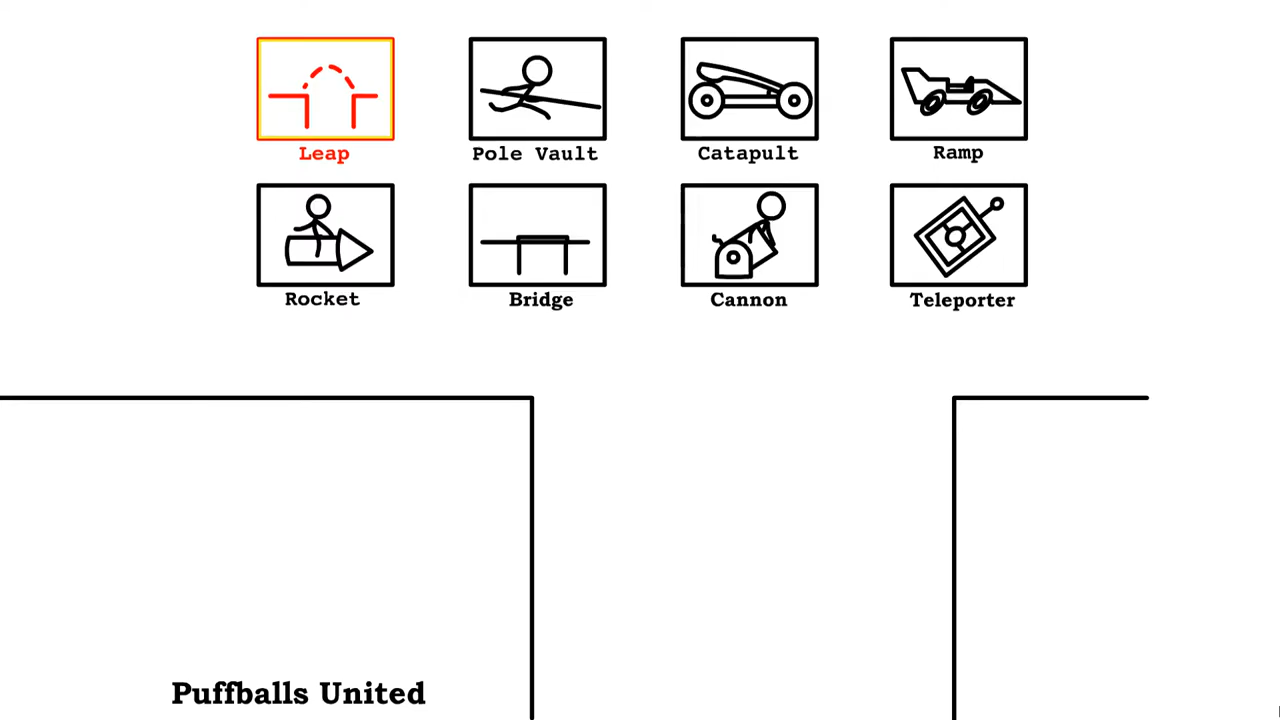 Leap Pole Vault Catapult Ramp
Rocket Bridge Cannon Teleporter
Puffballs United